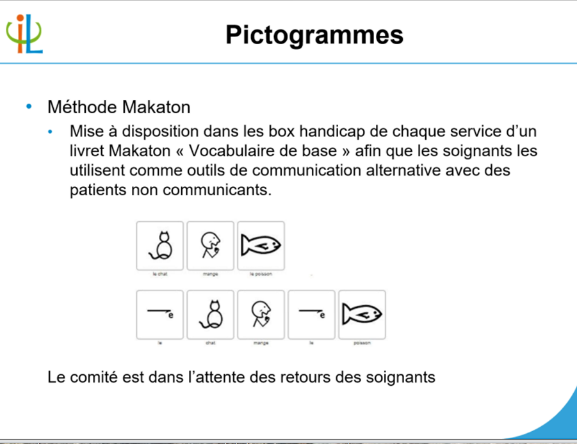 iL
Pictogrammes
• Méthode Makaton
• Mise à disposition dans les box handicap de chaque service d'un
livret Makaton « Vocabulaire de base » afin que les soignants les
utilisent comme outils de communication alternative avec des
patients non communicants.
le chat mange le poisson
e e
le chat mange le poisson
Le comité est dans l'attente des retours des soignants